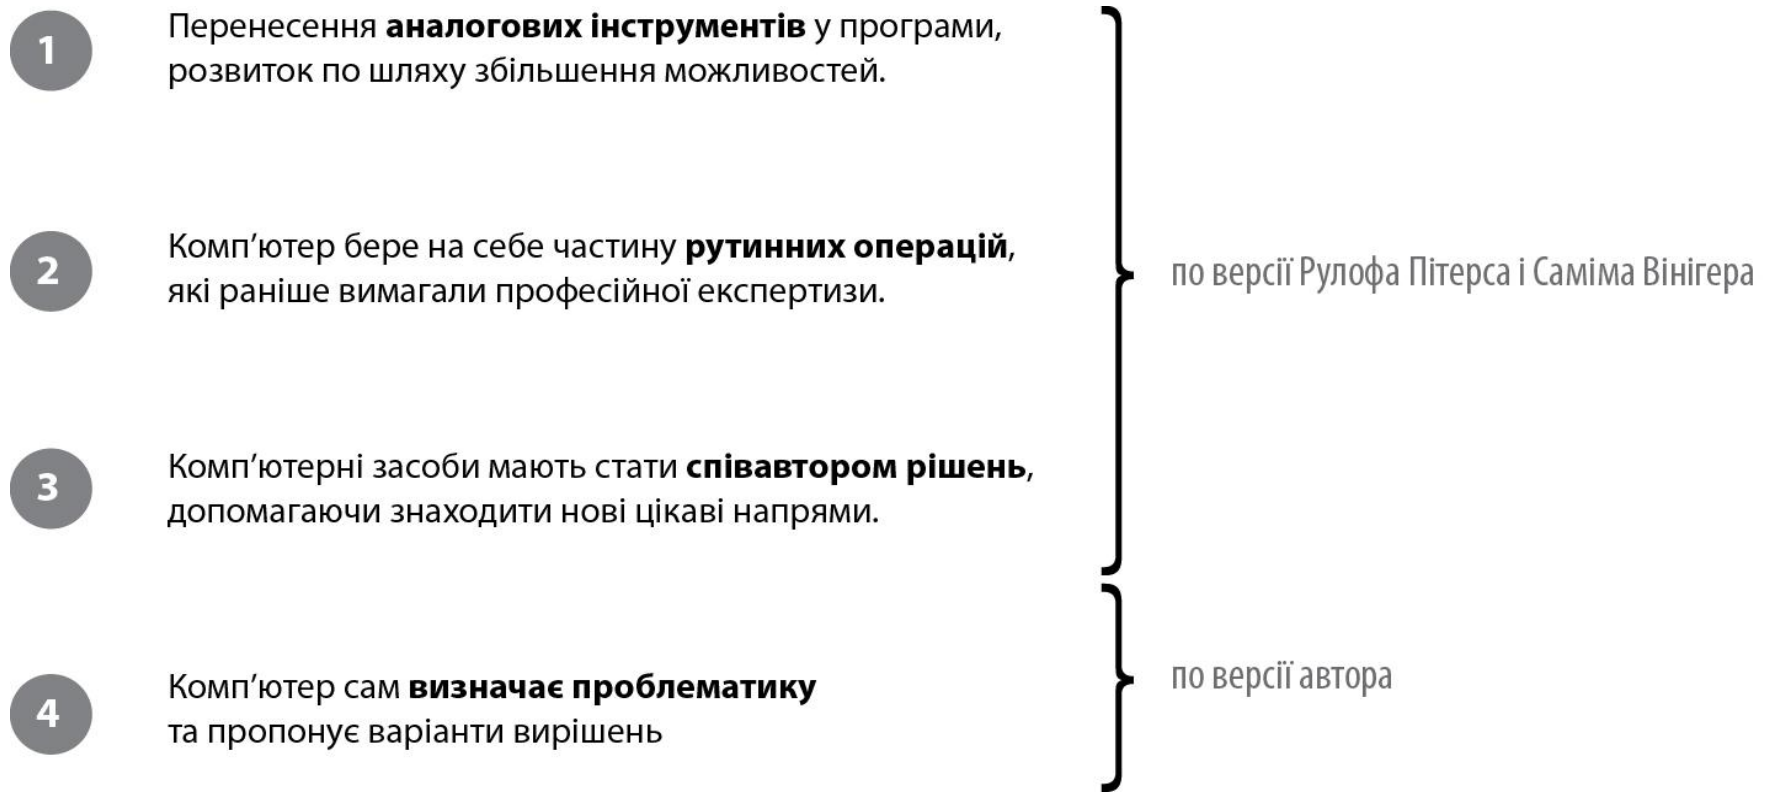 1
Перенесення аналогових інструментів у програми,
розвиток по шляху збільшення можливостей.
2
Комп'ютер бере на себе частину рутинних операцій,
які раніше вимагали професійної експертизи.
по версії Рулофа Пітерса і Саміма Вінігера
3
Комп'ютерні засоби мають стати співавтором рішень,
допомагаючи знаходити нові цікаві напрями.
4
Комп'ютер сам визначає проблематику
та пропонує варіанти вирішень
по версії автора